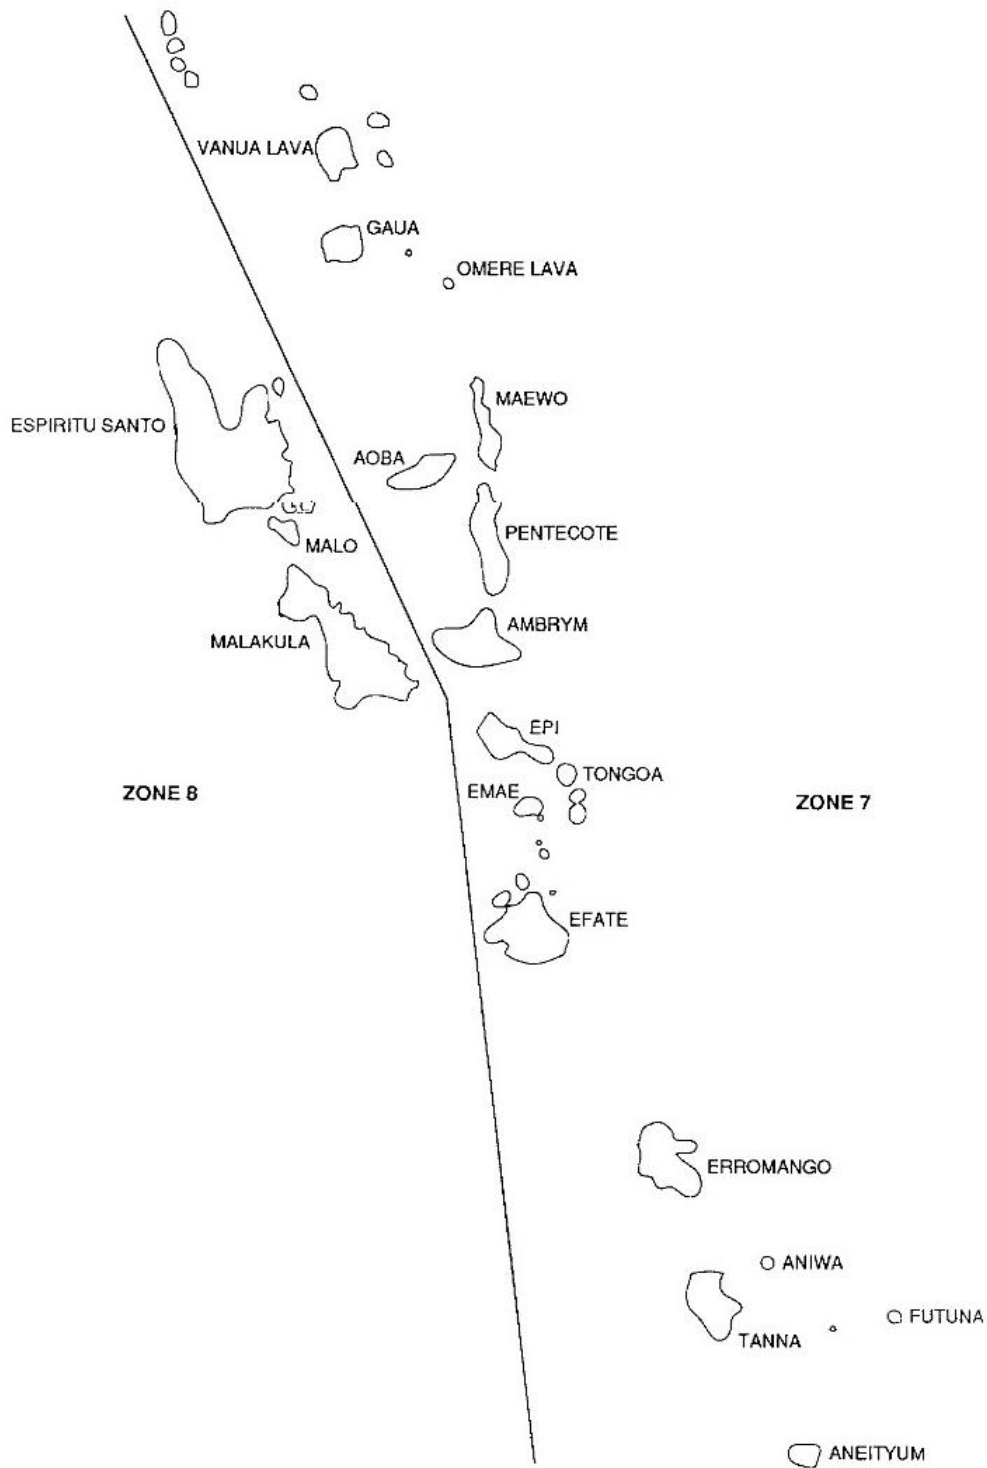 VANUA LAVA
GAUA
OMERE LAVA
MAEWO
ESPIRITU SANTO
AOBA
PENTECOTE
MALO
AMBRYM
MALAKULA
EPI
TONGOA
EMAE
ZONE 8
ZONE 7
EFATE
ERROMANGO
ANIWA
FUTUNA
TANNA
ANEITYUM